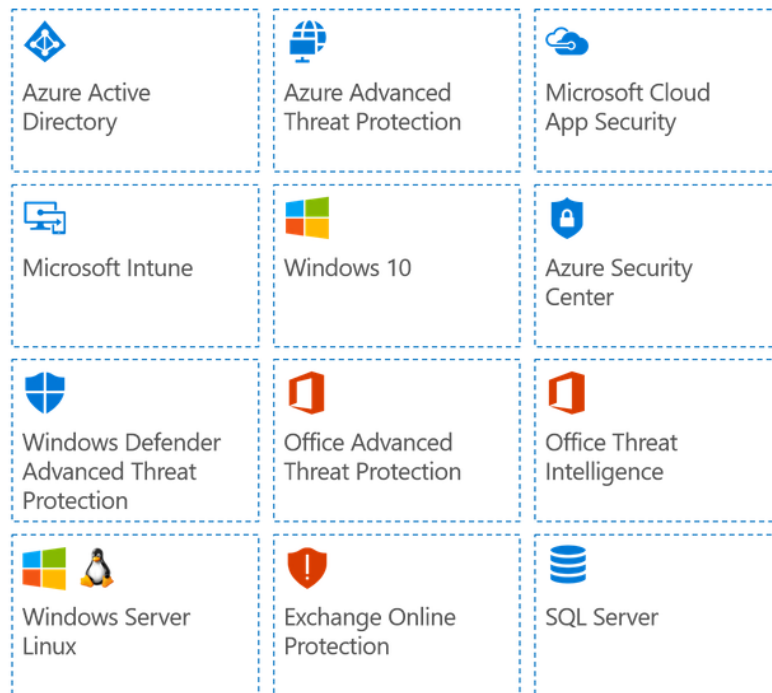 Azure Active
Directory
Azure Advanced
Threat Protection
Microsoft Cloud
App Security
Microsoft Intune
Windows 10
Azure Security
Center
Windows Defender
Advanced Threat
Protection
Office Advanced
Threat Protection
Office Threat
Intelligence
Windows Server
Linux
Exchange Online
Protection
SQL Server